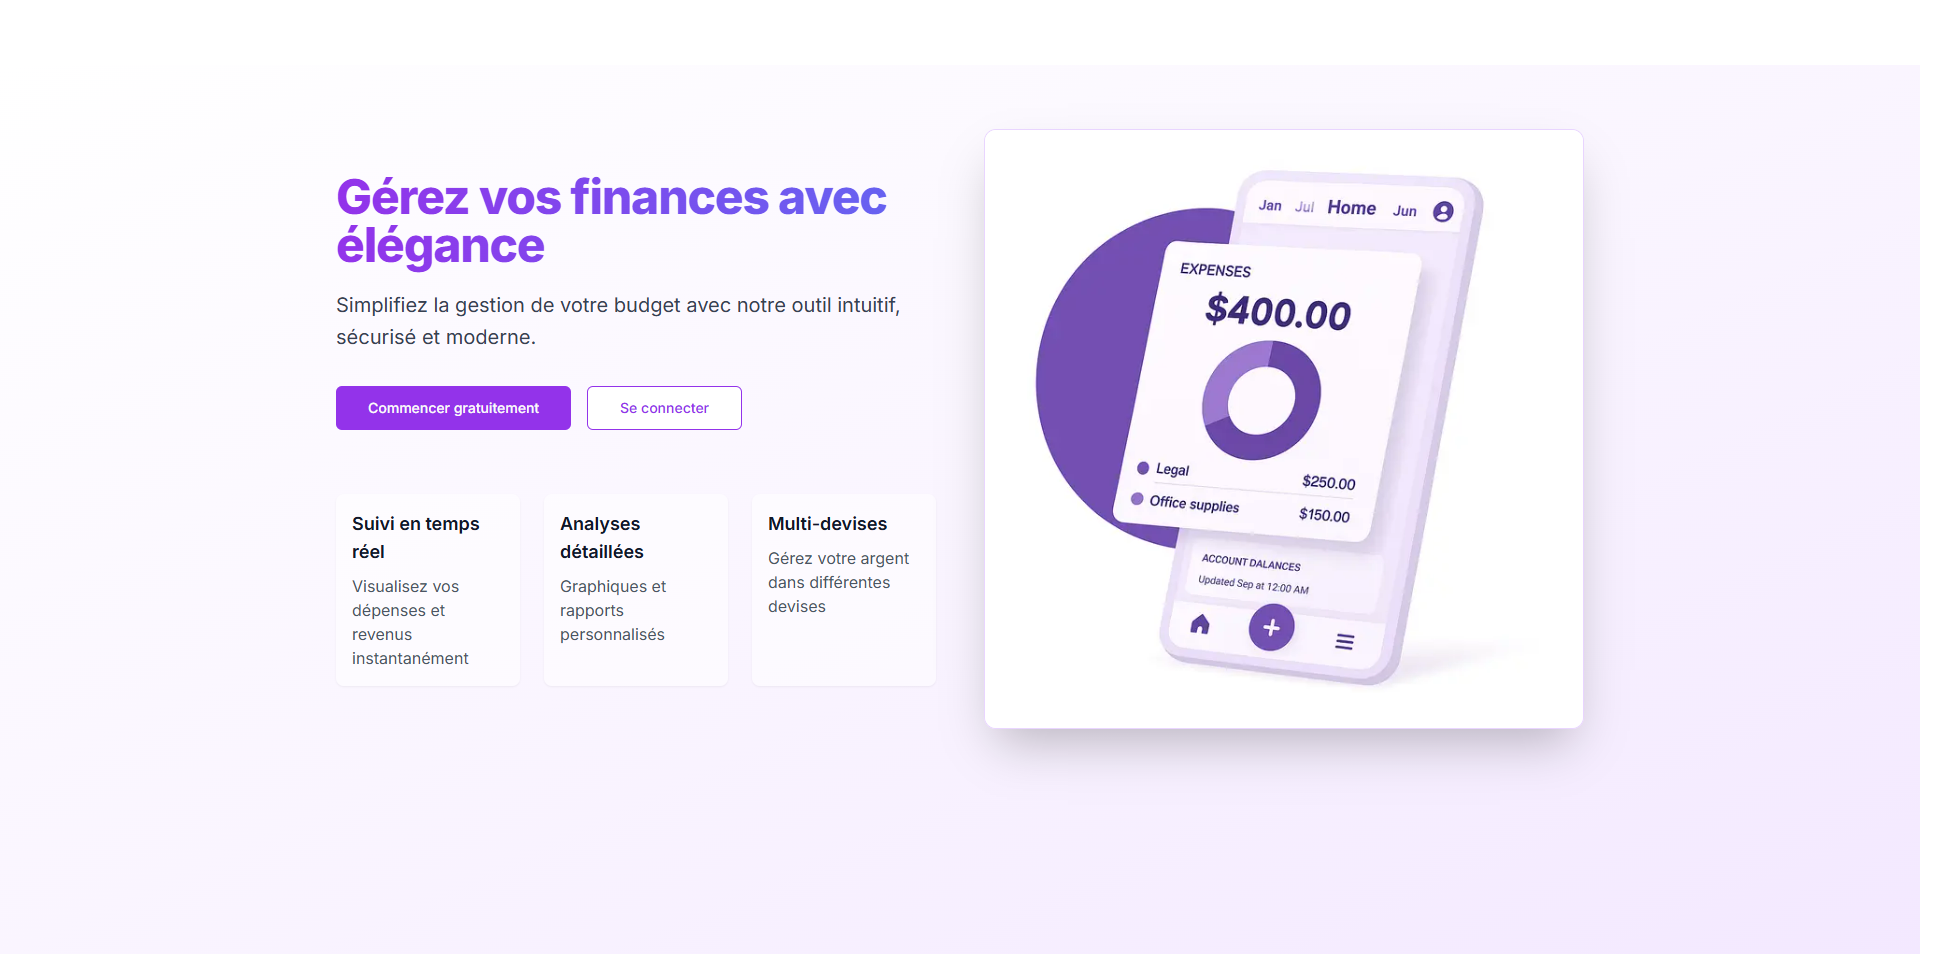 Gérez vos finances avec
élégance
Simplifiez la gestion de votre budget avec notre outil intuitif,
sécurisé et moderne.
Commencer gratuitement
Se connecter
Suivi en temps
réel
Visualisez vos
dépenses et
revenus
instantanément
Analyses
détaillées
Graphiques et
rapports
personnalisés
Multi-devises
Gérez votre argent
dans différentes
devises
Jan Jul Home Jun
EXPENSES
$400.00
Legal $250.00
Office supplies $150.00
ACCOUNT DALANCES
Updated Sep at 12:00 AM